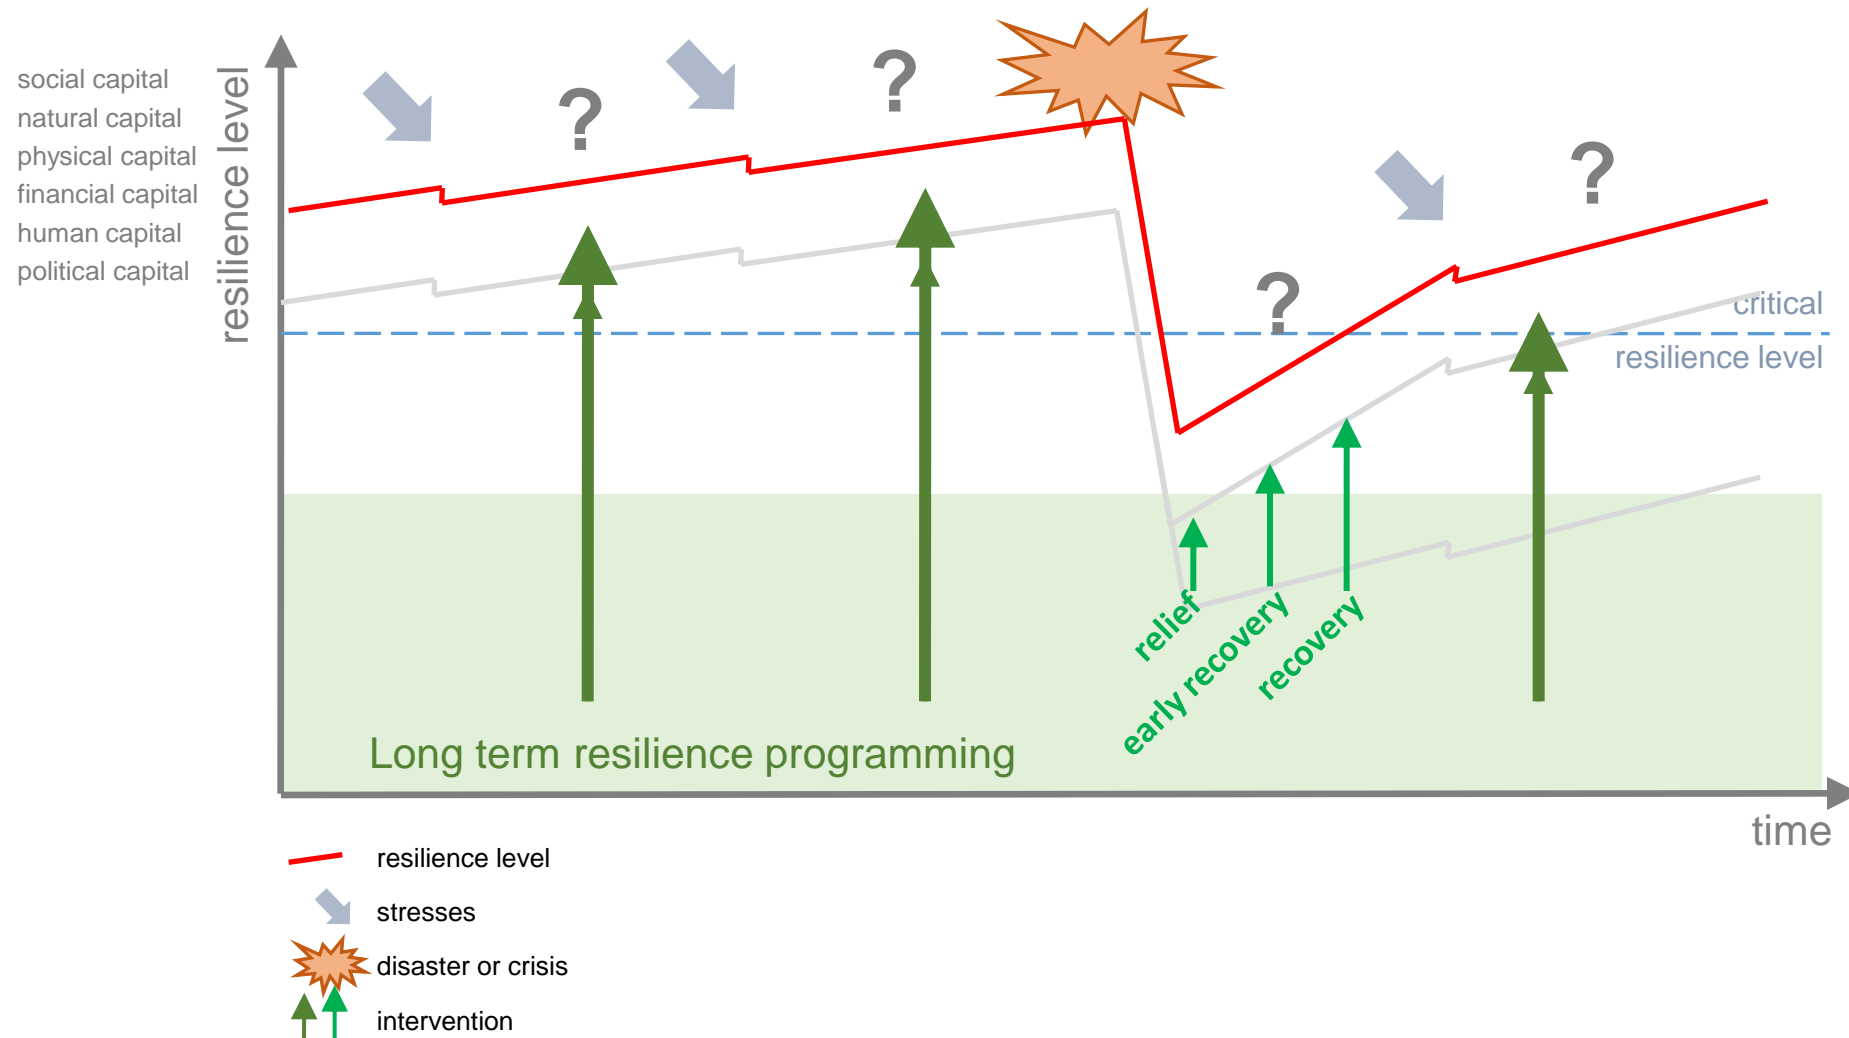 social capital
natural capital
physical capital
financial capital
human capital
political capital
resilience level
?
?
?
?
critical
resilience level
relief
early recovery
recovery
Long term resilience programming
time
resilience level
stresses
disaster or crisis
intervention